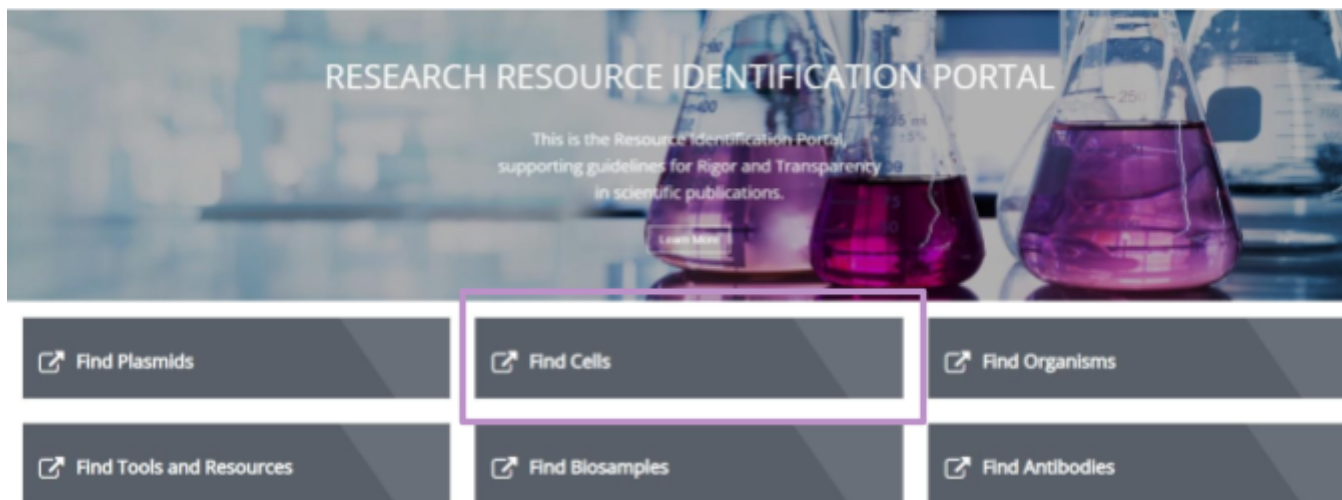 RESEARCH RESOURCE IDENTIFICATION PORTAL
This is the Resource Identification Portal,
supporting guidelines for Rigor and Transparency
in scientific publications.
Learn More
Find Plasmids
Find Cells
Find Organisms
Find Tools and Resources
Find Biosamples
Find Antibodies